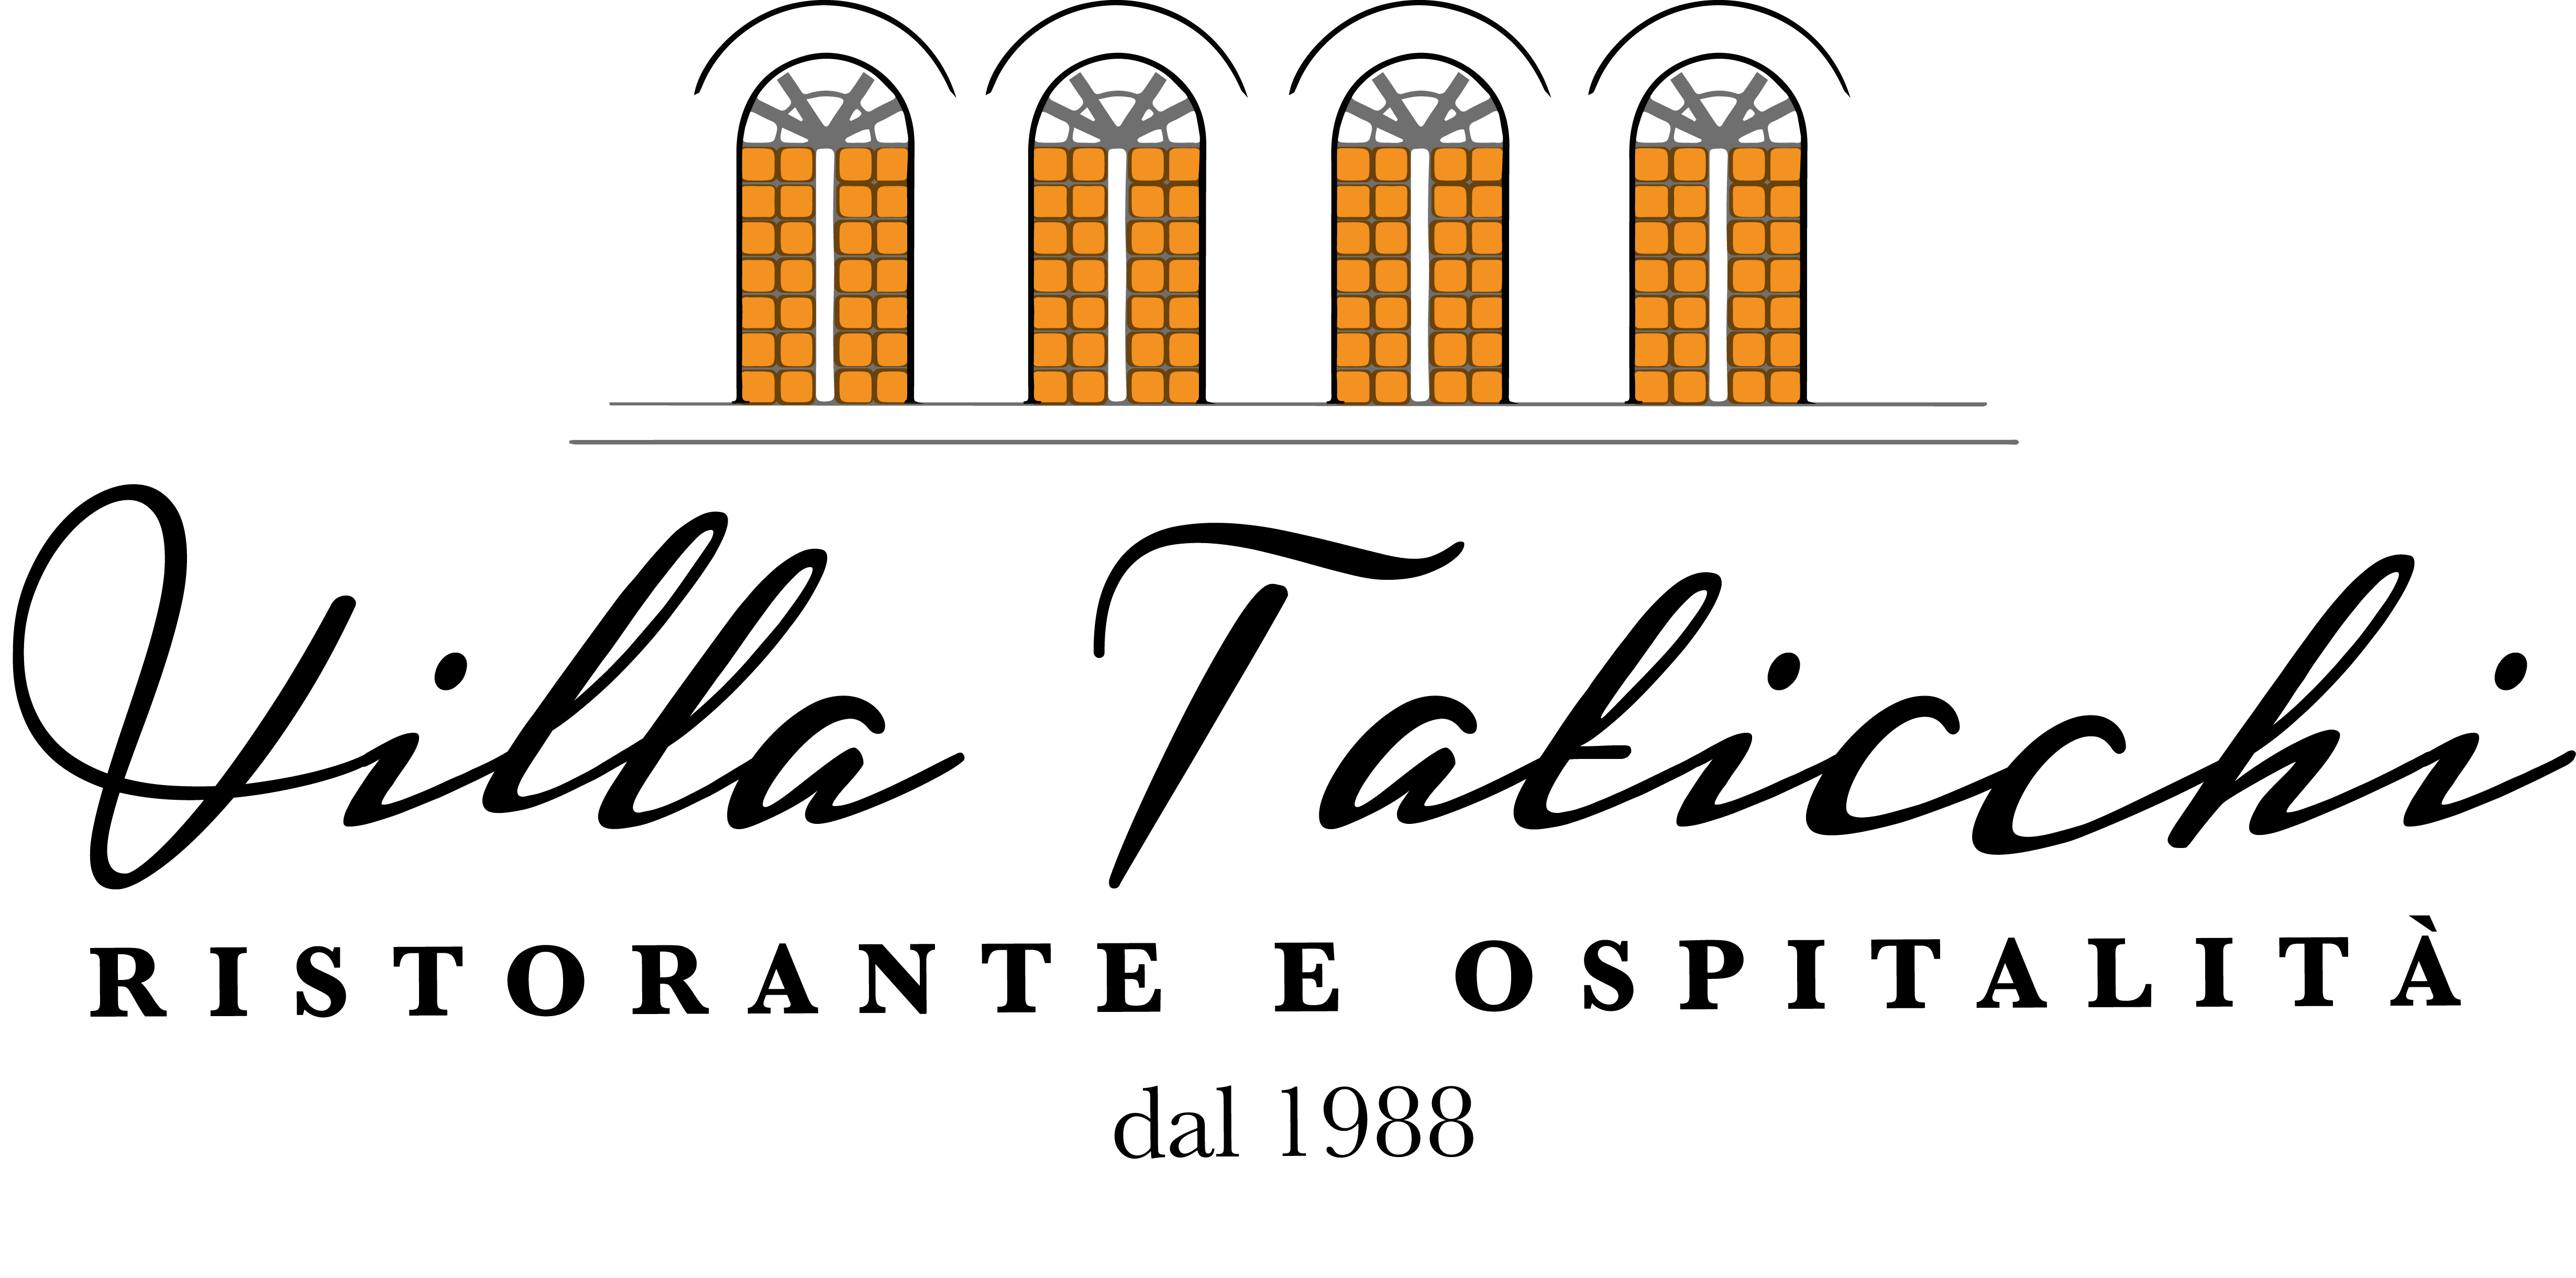 Villa Taticchi
RISTORANTE E OSPITALITÀ
dal 1988